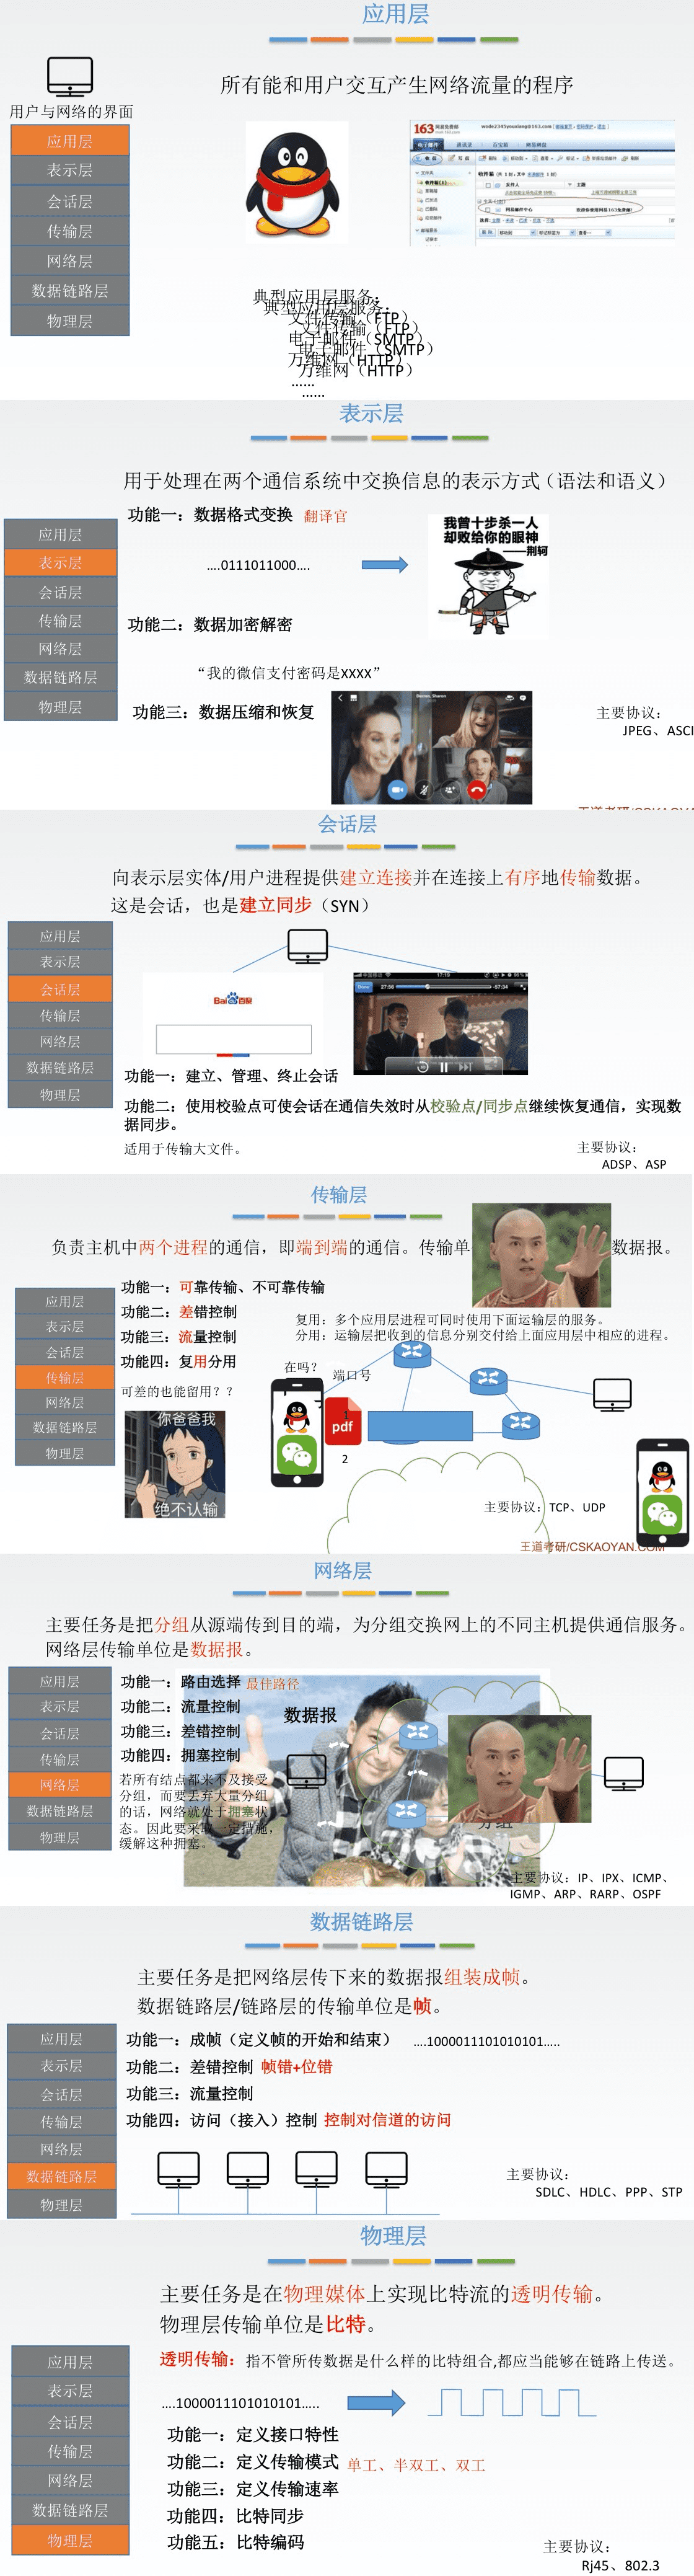 应用层
所有能和用户交互产生网络流量的程序
用户与网络的界面
应用层
表示层
会话层
传输层
网络层
数据链路层
物理层
163
典型应用层服务：
典型应用层服务：
文件传输（FTP）
文件传输（FTP）
电子邮件（SMTP）
电子邮件（SMTP）
万维网（HTTP）
万维网（HTTP）
......
......
表示层
用于处理在两个通信系统中交换信息的表示方式（语法和语义）
功能一：数据格式变换 翻译官
应用层
表示层
会话层
传输层
网络层
数据链路层
物理层
....0111011000....
我曾十步杀一人
却败给你的眼神
——荆轲
功能二：数据加密解密
“我的微信支付密码是XXXX”
功能三：数据压缩和恢复
主要协议：
JPEG、ASCI
会话层
向表示层实体/用户进程提供建立连接并在连接上有序地传输数据。
这是会话，也是建立同步（SYN）
应用层
表示层
会话层
传输层
网络层
数据链路层
物理层
Bai百度
17:19
Done 27:56 -57:34
功能一：建立、管理、终止会话
功能二：使用校验点可使会话在通信失效时从校验点/同步点继续恢复通信，实现数
据同步。
适用于传输大文件。
主要协议：
ADSP、ASP
传输层
负责主机中两个进程的通信，即端到端的通信。传输单
数据报。
功能一：可靠传输、不可靠传输
功能二：差错控制
功能三：流量控制
功能四：复用分用
应用层
表示层
会话层
传输层
网络层
数据链路层
物理层
复用：多个应用层进程可同时使用下面运输层的服务。
分用：运输层把收到的信息分别交付给上面应用层中相应的进程。
可差的也能留用？？
你爸爸我
绝不认输
在吗？
端口号
1
pdf
2
主要协议：TCP、UDP
王道考研/CSKAOYAN.COM
网络层
主要任务是把分组从源端传到目的端，为分组交换网上的不同主机提供通信服务。
网络层传输单位是数据报。
应用层
表示层
会话层
传输层
网络层
数据链路层
物理层
功能一：路由选择 最佳路径
功能二：流量控制
功能三：差错控制
功能四：拥塞控制
数据报
若所有结点都来不及接受
分组，而要丢弃大量分组
的话，网络就处于拥塞状
态。因此要采取一定措施，
缓解这种拥塞。
分组
主要协议：IP、IPX、ICMP、
IGMP、ARP、RARP、OSPF
数据链路层
主要任务是把网络层传下来的数据报组装成帧。
数据链路层/链路层的传输单位是帧。
应用层
表示层
会话层
传输层
网络层
数据链路层
物理层
功能一：成帧（定义帧的开始和结束） ....1000011101010101.....
功能二：差错控制 帧错+位错
功能三：流量控制
功能四：访问（接入）控制 控制对信道的访问
主要协议：
SDLC、HDLC、PPP、STP
物理层
主要任务是在物理媒体上实现比特流的透明传输。
物理层传输单位是比特。
透明传输：指不管所传数据是什么样的比特组合,都应当能够在链路上传送。
应用层
表示层
会话层
传输层
网络层
数据链路层
物理层
....1000011101010101.....
功能一：定义接口特性
功能二：定义传输模式 单工、半双工、双工
功能三：定义传输速率
功能四：比特同步
功能五：比特编码
主要协议：
Rj45、802.3